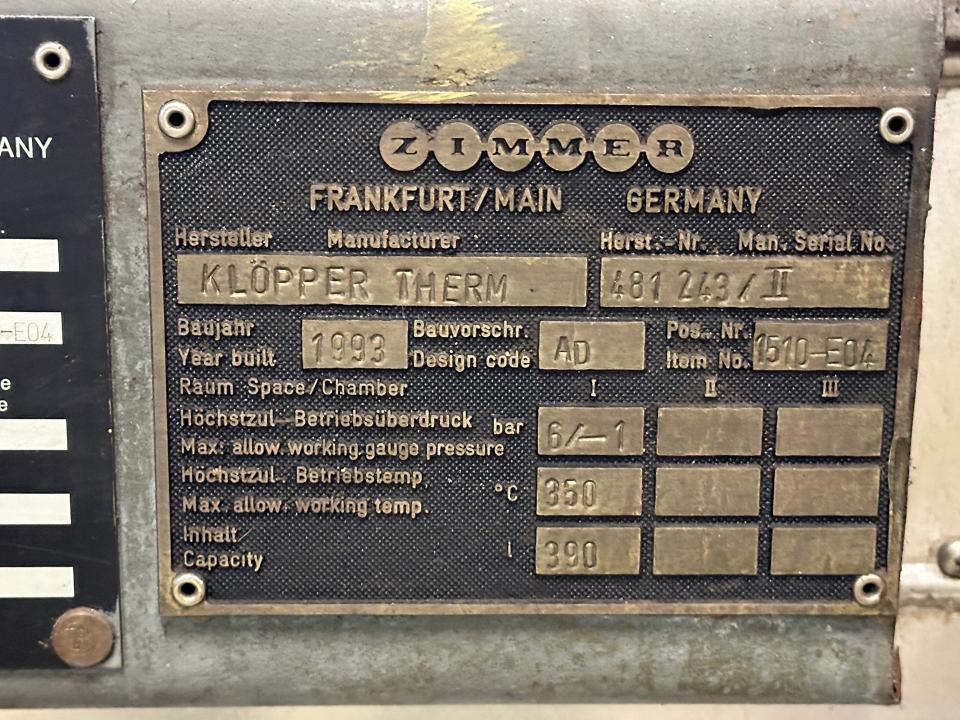 ZIMMER
FRANKFURT/MAIN GERMANY
Hersteller Manufacturer Herst.-Nr. Man. Serial No.
KLÖPPER THERM 481 243/II
Baujahr Bauvorschr. Pos. Nr.
Year built 1993 Design code AD Item No. 1510-E04
Raum Space/Chamber I II III
Höchstzul. Betriebsüberdruck bar
Max. allow. working gauge pressure 6/-1
Höchstzul. Betriebstemp. °C
Max. allow. working temp. 350
Inhalt l
Capacity 390
ANY
-E04
e
e